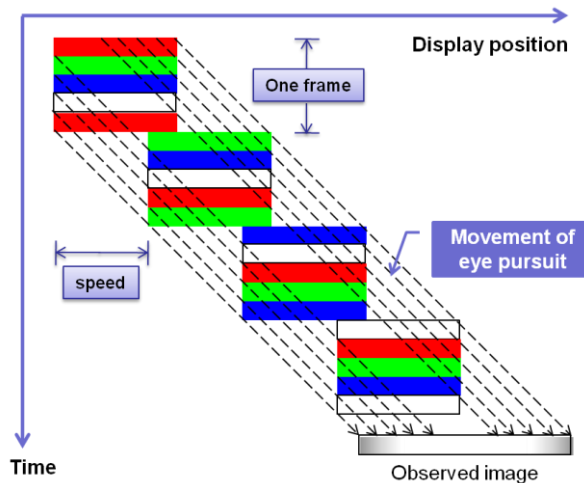 Display position
One frame
Movement of
eye pursuit
speed
Time
Observed image